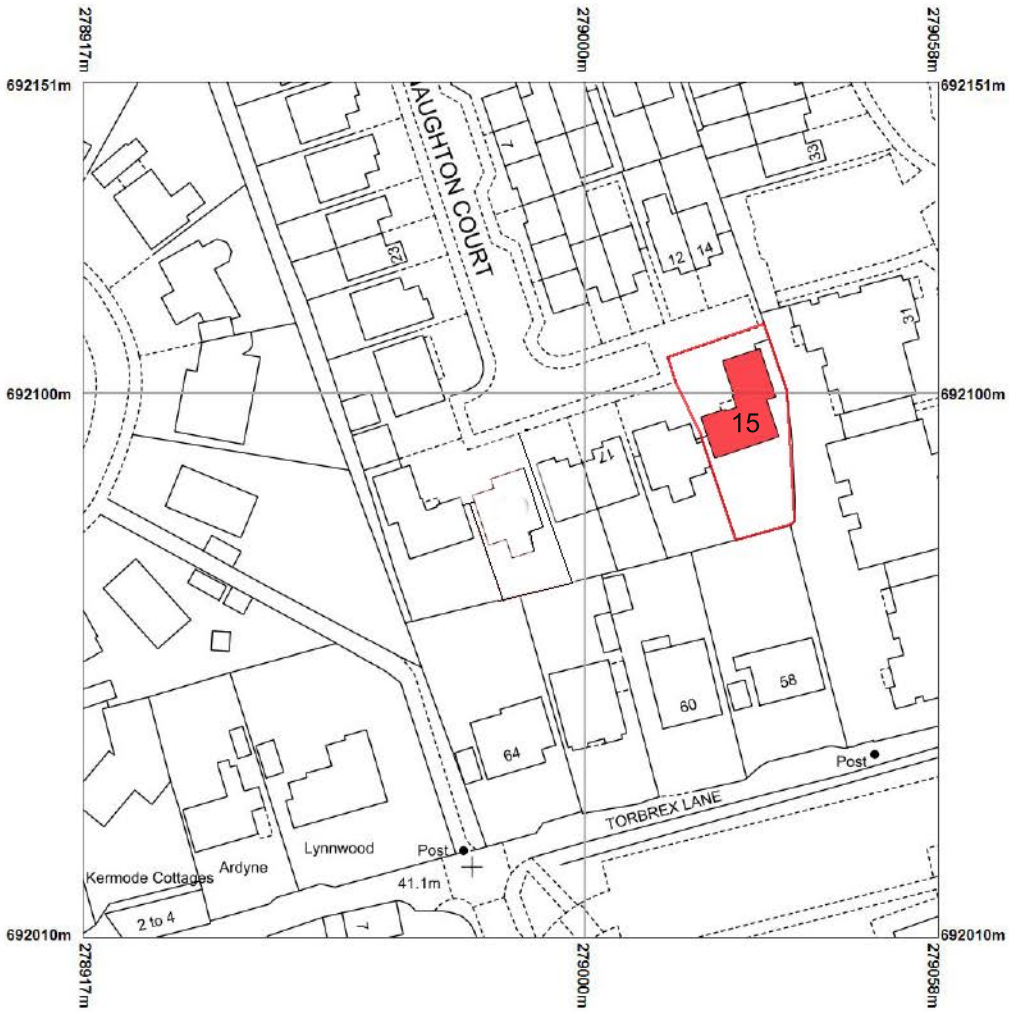 278917m
279000m
279058m
692151m
692151m
AUGHTON COURT
7
33
23
12
14
31
692100m
692100m
15
17
58
60
64
Post
TORBREX LANE
Lynnwood
Post
Ardyne
Kermode Cottages
41.1m
2 to 4
7
692010m
692010m
278917m
279000m
279058m